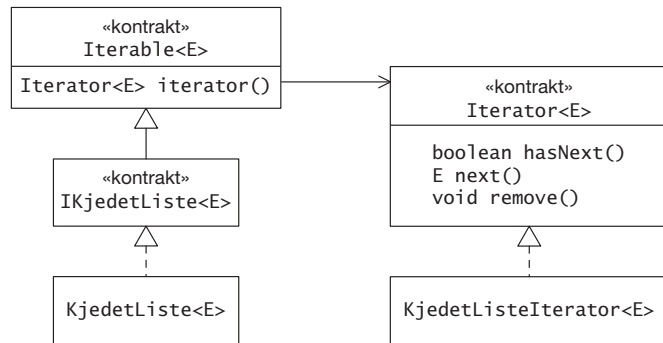 «kontrakt»
Iterable<E>
Iterator<E> iterator()
«kontrakt»
IKjedetListe<E>
KjedetListe<E>
«kontrakt»
Iterator<E>
boolean hasNext()
E next()
void remove()
KjedetListeIterator<E>